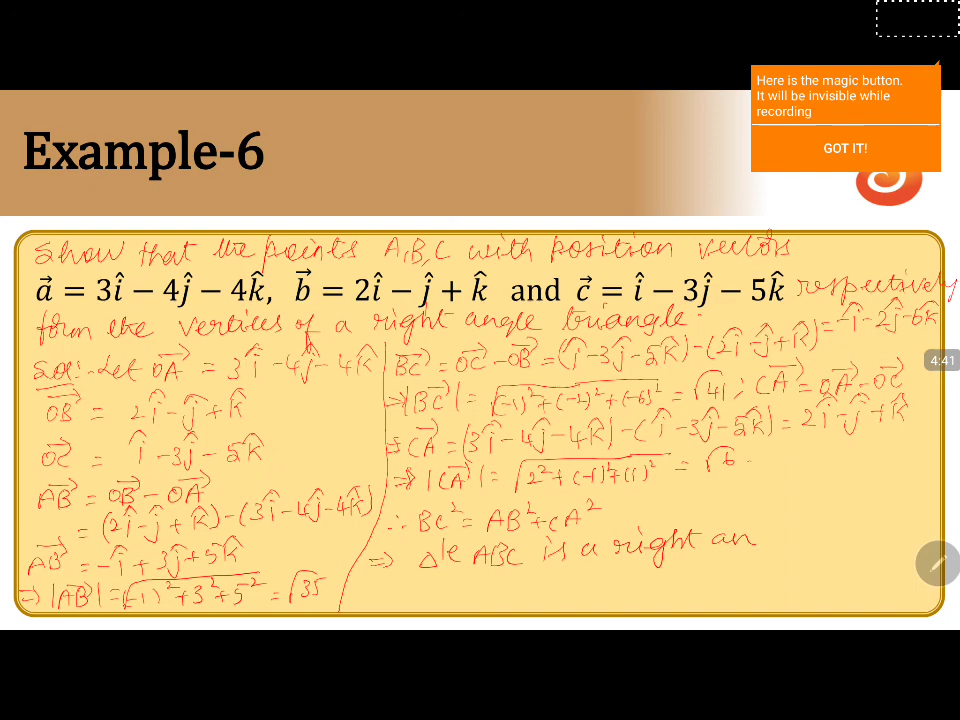 Here is the magic button.
It will be invisible while
recording
GOT IT!
Example-6
Show that the points A,B,C with position vectors
a⃗ = 3î − 4ĵ − 4k̂, b⃗ = 2î − ĵ + k̂ and c⃗ = î − 3ĵ − 5k̂ respectively
form the vertices of a right angle triangle.
Sol:- Let OA⃗ = 3î − 4ĵ − 4k̂
OB⃗ = 2î − ĵ + k̂
OC⃗ = î − 3ĵ − 5k̂
AB⃗ = OB⃗ − OA⃗
= (2î − ĵ + k̂) − (3î − 4ĵ − 4k̂)
AB⃗ = −î + 3ĵ + 5k̂
⇒ |AB⃗| = √(−1)² + 3² + 5² = √35
BC⃗ = OC⃗ − OB⃗ = (î − 3ĵ − 5k̂) − (2î − ĵ + k̂) = −î − 2ĵ − 6k̂
⇒ |BC⃗| = √(−1)² + (−2)² + (−6)² = √41 ; CA⃗ = OA⃗ − OC⃗
⇒ CA⃗ = (3î − 4ĵ − 4k̂) − (î − 3ĵ − 5k̂) = 2î − ĵ + k̂
⇒ |CA⃗| = √2² + (−1)² + (1)² = √6
∴ BC² = AB² + CA²
⇒ Δle ABC is a right an
4:41